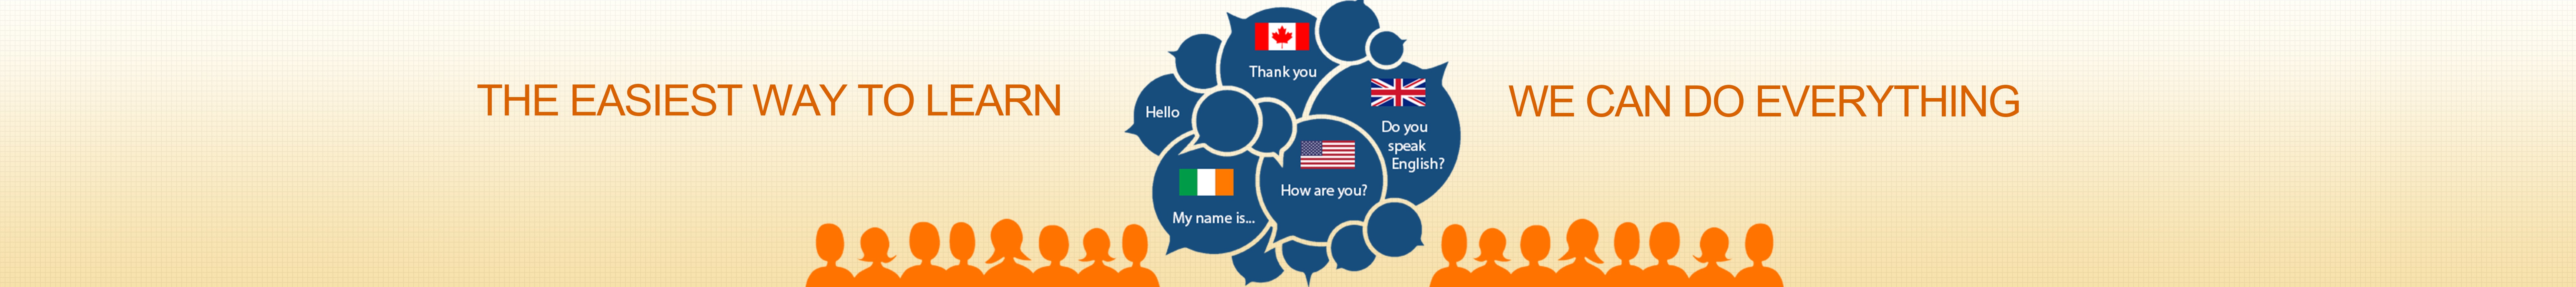 THE EASIEST WAY TO LEARN
Thank you
Hello
Do you
speak
English?
How are you?
My name is...
WE CAN DO EVERYTHING